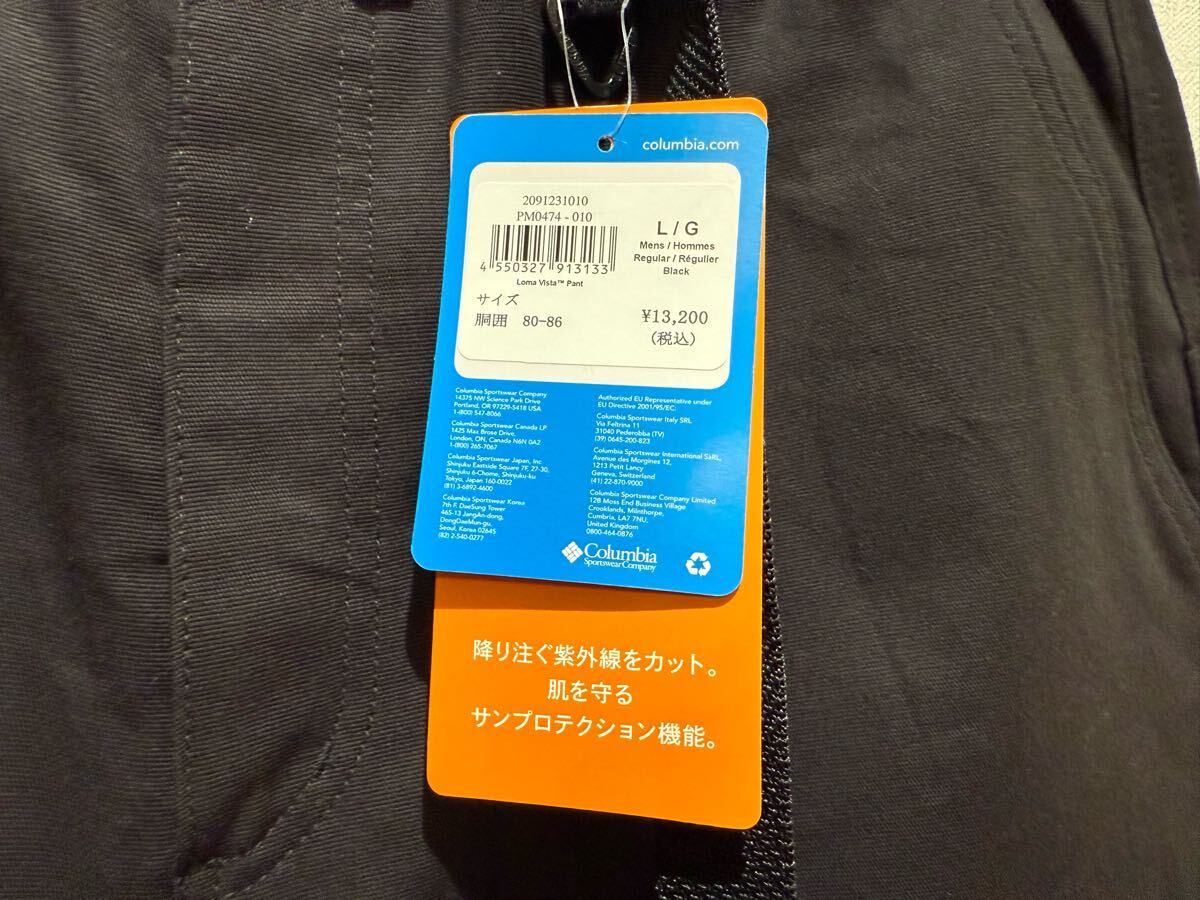 columbia.com
2091231010
PM0474 - 010
4 550327 913133
Loma Vista™ Pant
L / G
Mens / Hommes
Regular / Régulier
Black
サイズ
胴囲 80-86
¥13,200
(税込)
Columbia Sportswear Company
14375 NW Science Park Drive
Portland, OR 97229-5418 USA
1-(800) 547-8066
Columbia Sportswear Canada LP
1425 Max Brose Drive,
London, ON, Canada N6N 0A2
1-(800) 265-7067
Columbia Sportswear Japan, Inc.
Shinjuku Eastside Square 7F, 27-30,
Shinjuku 6-Chome, Shinjuku-ku
Tokyo, Japan 160-0022
(81) 3-6892-4600
Columbia Sportswear Korea
7th F. DaeSung Tower
465-13 JangAn-dong,
DongDaeMun-gu,
Seoul, Korea 02645
(82) 2-540-0277
Authorized EU Representative under
EU Directive 2001/95/EC:
Columbia Sportswear Italy SRL
Via Feltrina 11
31040 Pederobba (TV)
(39) 0645-200-823
Columbia Sportswear International SàRL,
Avenue des Morgines 12,
1213 Petit Lancy
Geneva, Switzerland
(41) 22-870-9000
Columbia Sportswear Company Limited
12B Moss End Business Village
Crooklands, Milnthorpe,
Cumbria, LA7 7NU,
United Kingdom
0800-464-0876
Columbia
Sportswear Company
降り注ぐ紫外線をカット。
肌を守る
サンプロテクション機能。